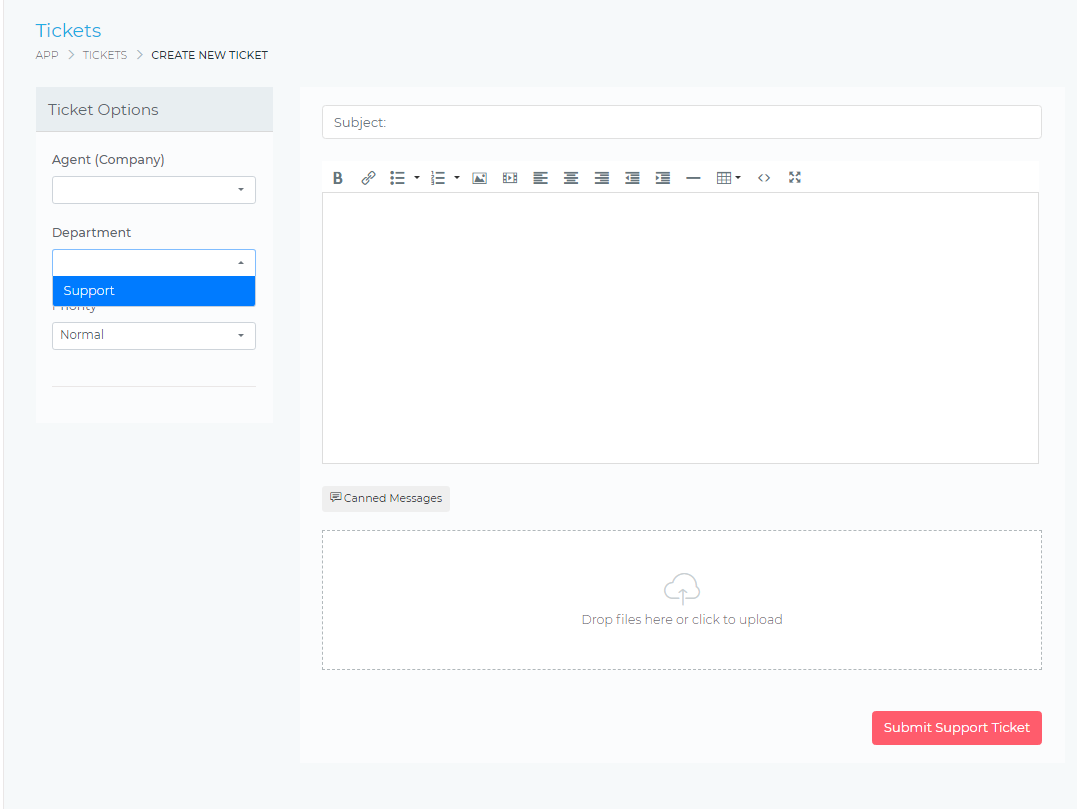 Tickets
APP > TICKETS > CREATE NEW TICKET
Ticket Options
Agent (Company)
Department
Support
Priority
Normal
Subject:
B
Canned Messages
Drop files here or click to upload
Submit Support Ticket